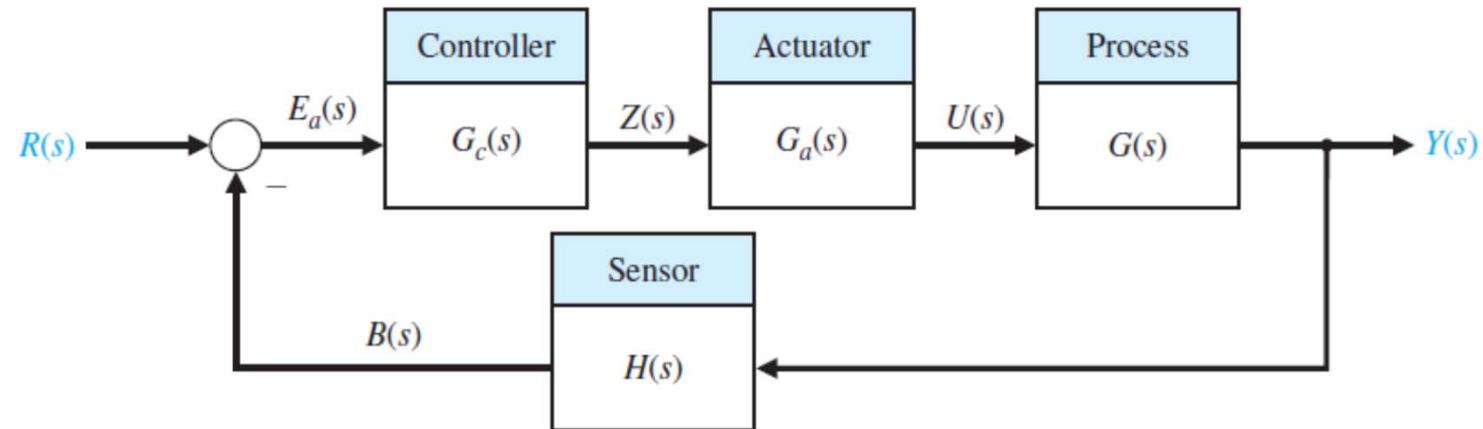 Controller
Actuator
Process
R(s)
E_a(s)
G_c(s)
Z(s)
G_a(s)
U(s)
G(s)
Y(s)
−
Sensor
B(s)
H(s)